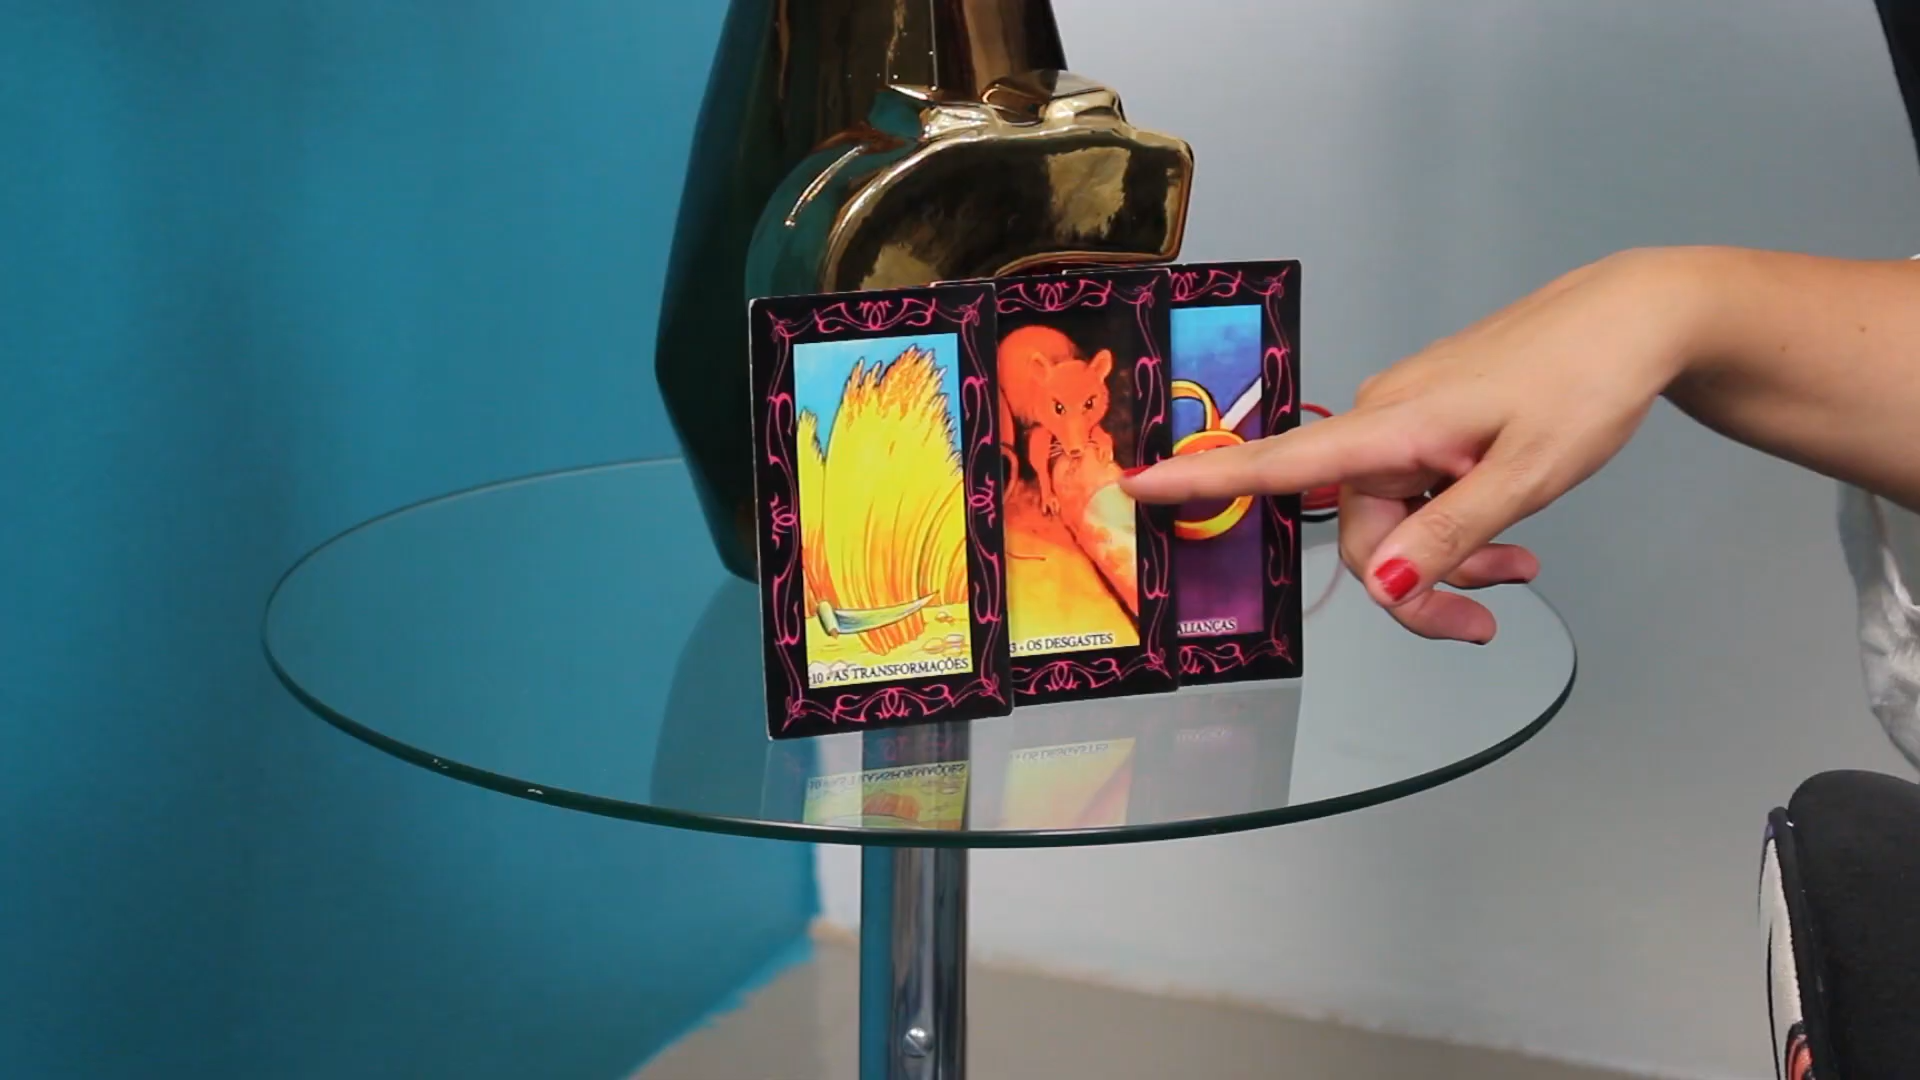 10 • AS TRANSFORMAÇÕES
3 • OS DESGASTES
ALIANÇAS